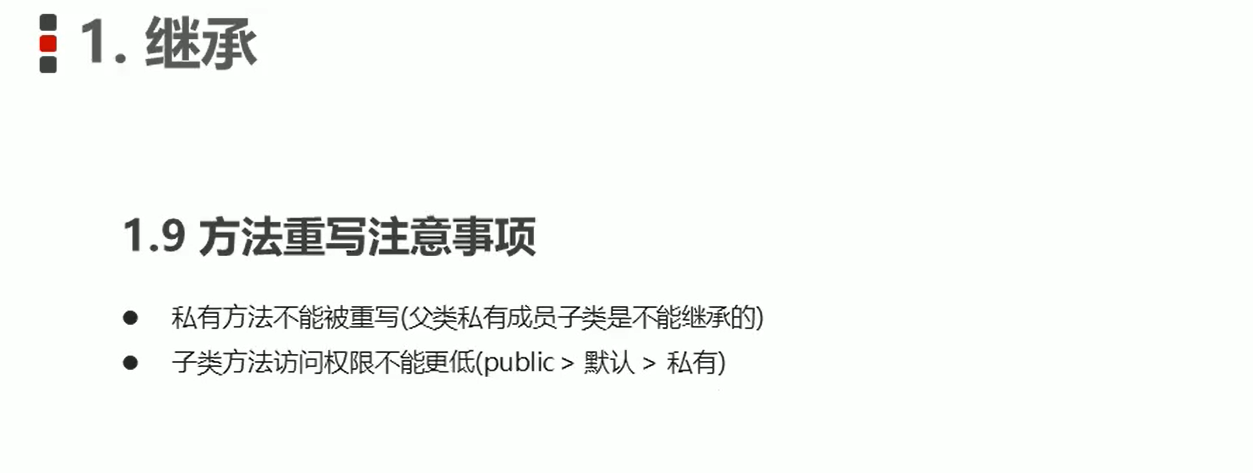 1. 继承
1.9 方法重写注意事项
● 私有方法不能被重写(父类私有成员子类是不能继承的)
● 子类方法访问权限不能更低(public > 默认 > 私有)